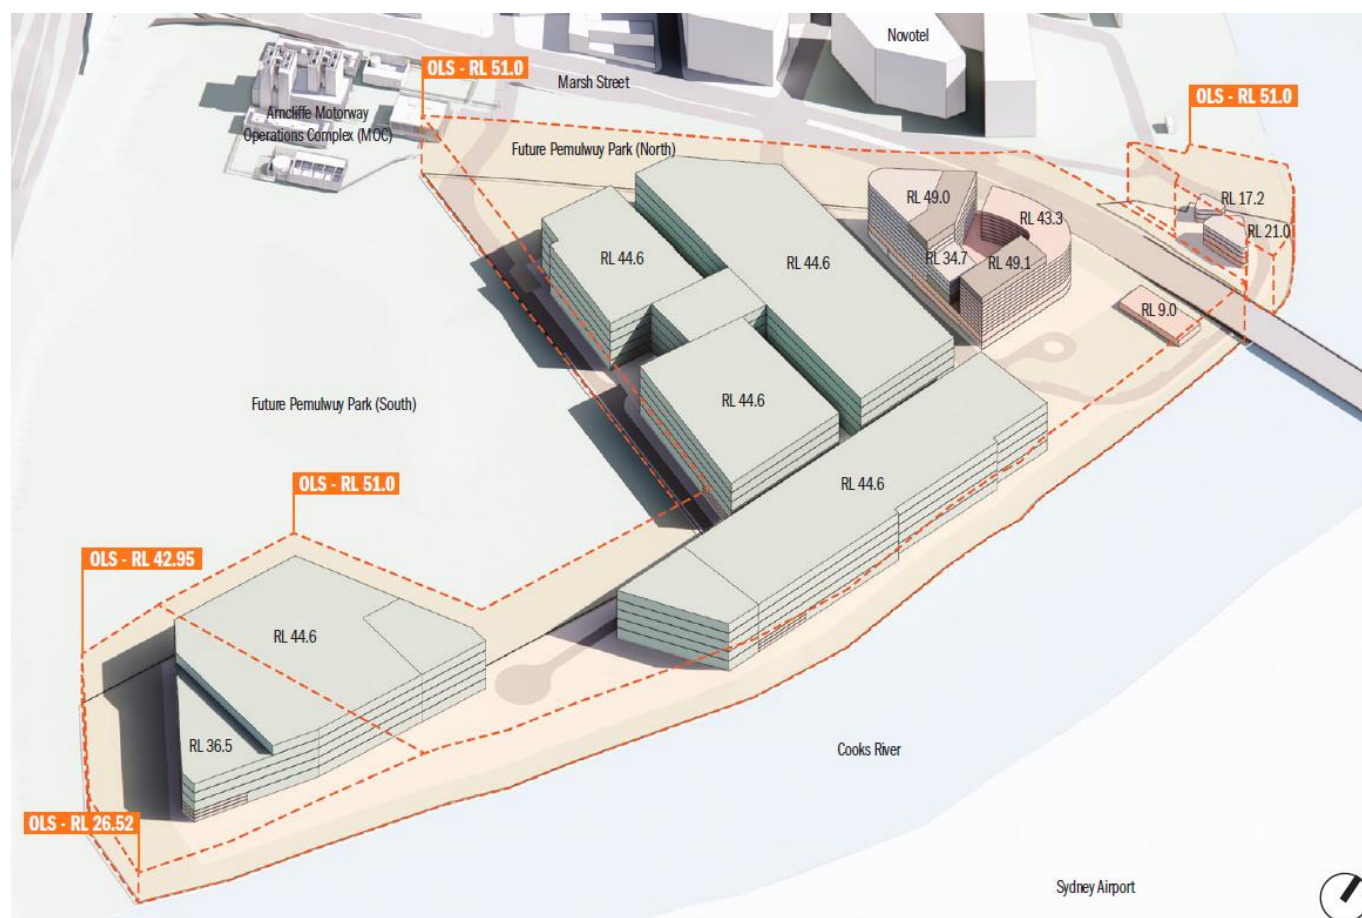 Novotel
OLS - RL 51.0
Marsh Street
OLS - RL 51.0
Arncliffe Motorway
Operations Complex (MOC)
Future Pemulwuy Park (North)
RL 49.0
RL 17.2
RL 43.3
RL 21.0
RL 44.6
RL 44.6
RL 34.7
RL 49.1
RL 9.0
Future Pemulwuy Park (South)
RL 44.6
OLS - RL 51.0
RL 44.6
OLS - RL 42.95
RL 44.6
RL 36.5
Cooks River
OLS - RL 26.52
Sydney Airport